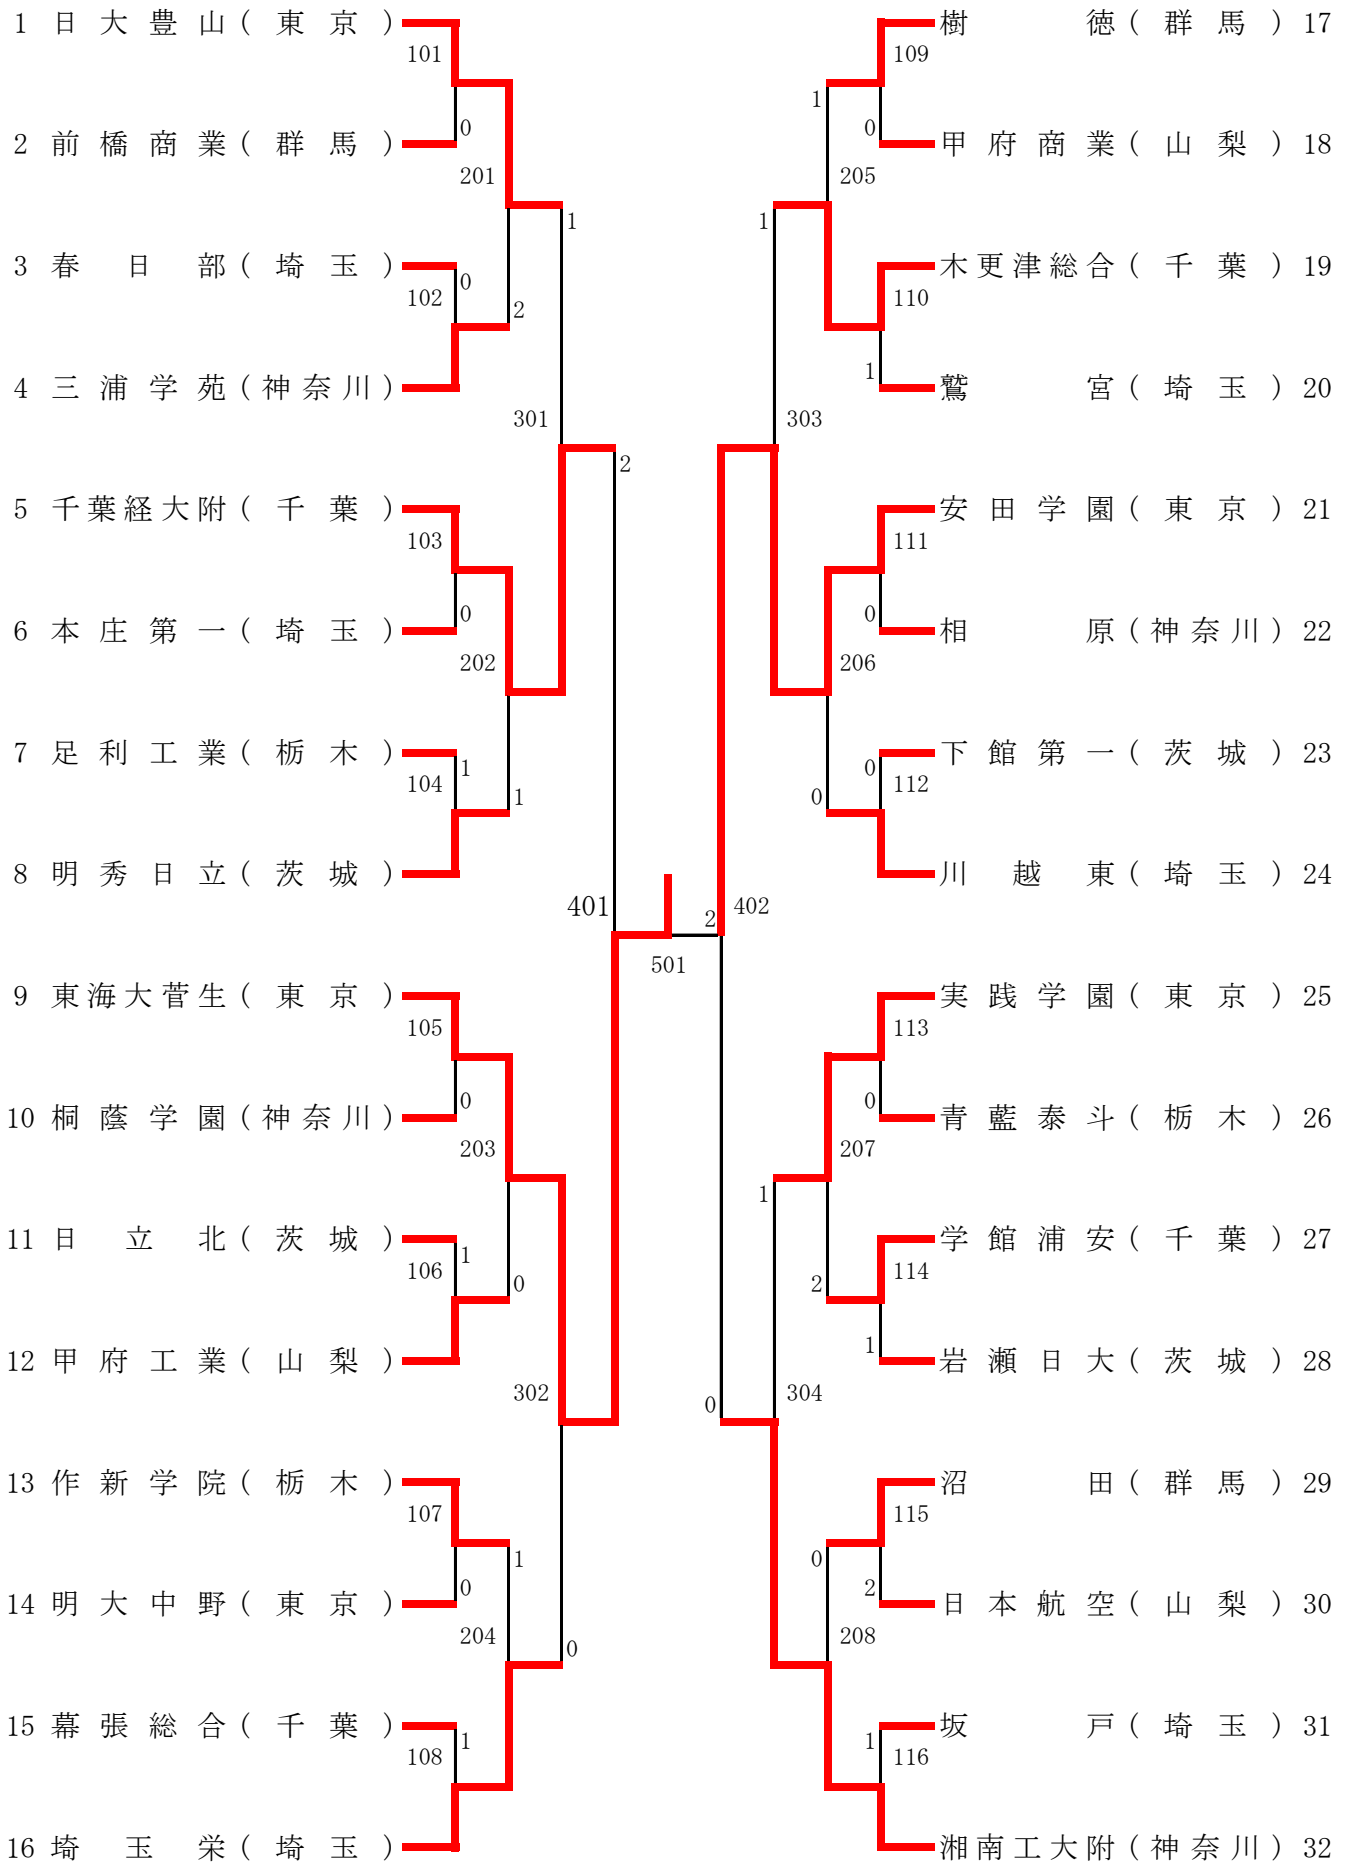 1 日大豊山(東京)
101
0
2 前橋商業(群馬)
201
1
3 春日部(埼玉)
0
102
2
4 三浦学苑(神奈川)
301
2
5 千葉経大附(千葉)
103
0
6 本庄第一(埼玉)
202
7 足利工業(栃木)
1
104
1
8 明秀日立(茨城)
401
501
9 東海大菅生(東京)
105
0
10 桐蔭学園(神奈川)
203
11 日立北(茨城)
1
106
0
12 甲府工業(山梨)
302
13 作新学院(栃木)
107
1
0
14 明大中野(東京)
204
0
15 幕張総合(千葉)
1
108
16 埼玉栄(埼玉)
樹徳(群馬) 17
109
1
0
甲府商業(山梨) 18
205
1
木更津総合(千葉) 19
110
1
鷲宮(埼玉) 20
303
安田学園(東京) 21
111
0
相原(神奈川) 22
206
下館第一(茨城) 23
0
112
0
川越東(埼玉) 24
2
402
実践学園(東京) 25
113
0
青藍泰斗(栃木) 26
207
1
学館浦安(千葉) 27
114
2
1
岩瀬日大(茨城) 28
304
0
沼田(群馬) 29
115
0
2
日本航空(山梨) 30
208
坂戸(埼玉) 31
1
116
湘南工大附(神奈川) 32